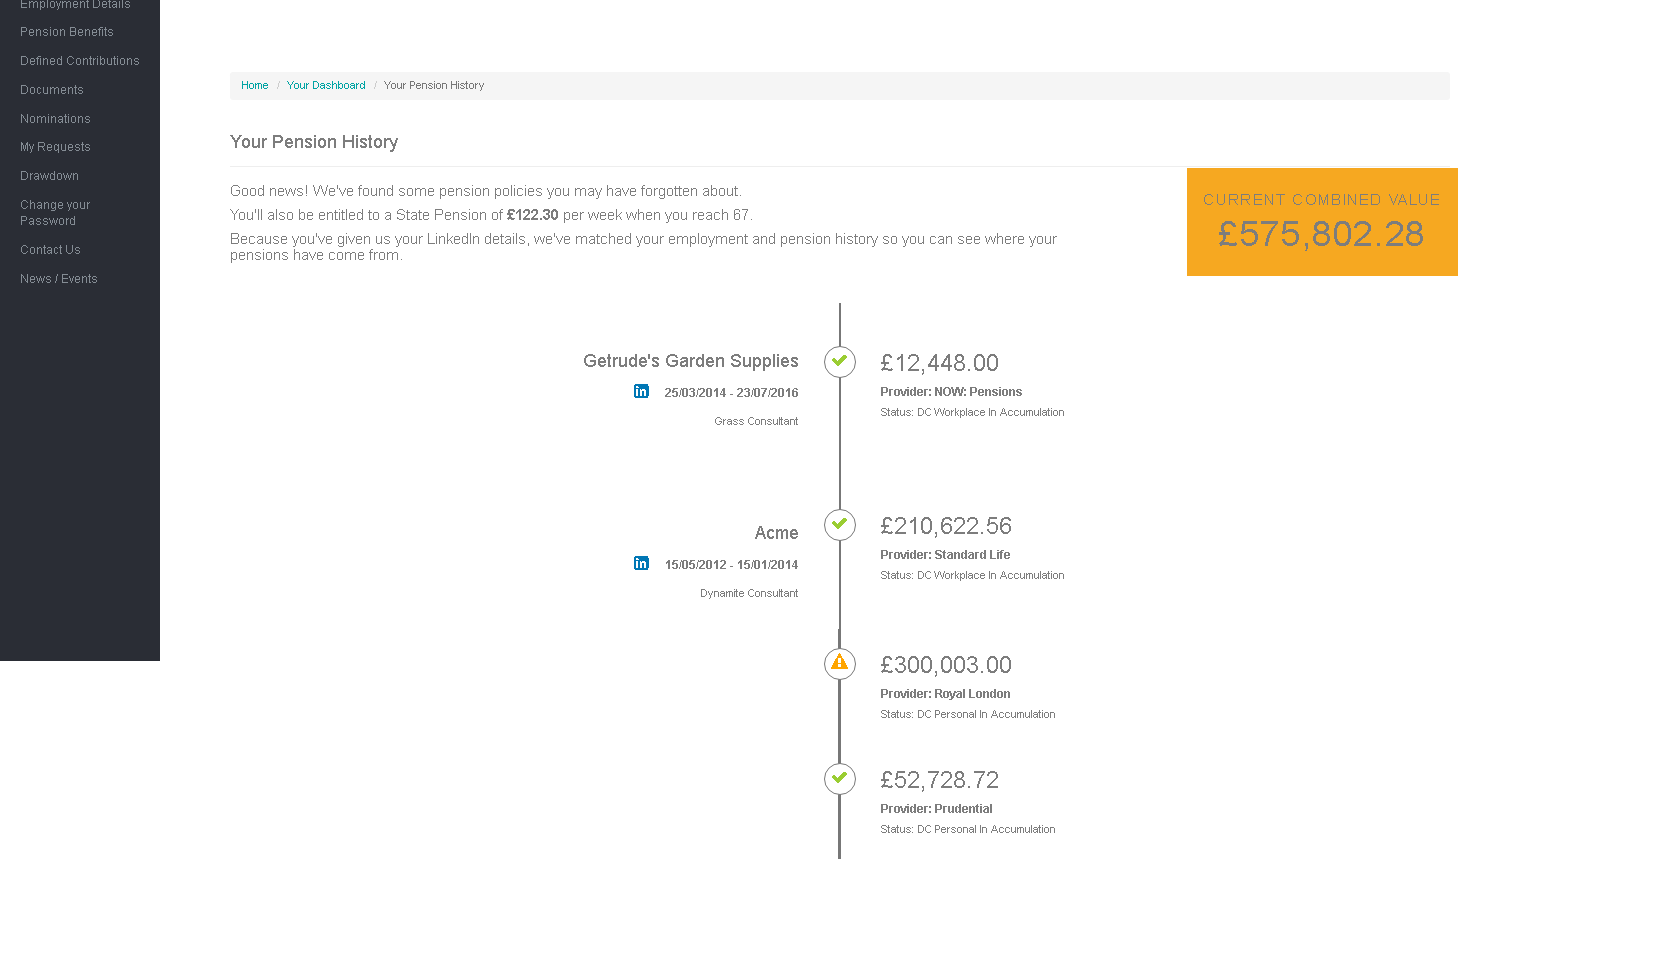 Employment Details
Pension Benefits
Defined Contributions
Documents
Nominations
My Requests
Drawdown
Change your
Password
Contact Us
News / Events
Home / Your Dashboard / Your Pension History
Your Pension History
Good news! We've found some pension policies you may have forgotten about.
You'll also be entitled to a State Pension of £122.30 per week when you reach 67.
Because you've given us your LinkedIn details, we've matched your employment and pension history so you can see where your
pensions have come from.
CURRENT COMBINED VALUE
£575,802.28
Getrude's Garden Supplies
in 25/03/2014 - 23/07/2016
Grass Consultant
£12,448.00
Provider: NOW: Pensions
Status: DC Workplace In Accumulation
Acme
in 15/05/2012 - 15/01/2014
Dynamite Consultant
£210,622.56
Provider: Standard Life
Status: DC Workplace In Accumulation
£300,003.00
Provider: Royal London
Status: DC Personal In Accumulation
£52,728.72
Provider: Prudential
Status: DC Personal In Accumulation